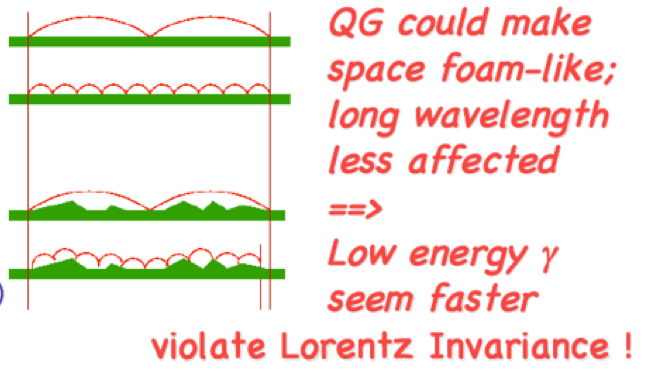 QG could make
space foam-like;
long wavelength
less affected
==>
Low energy γ
seem faster
)
violate Lorentz Invariance !